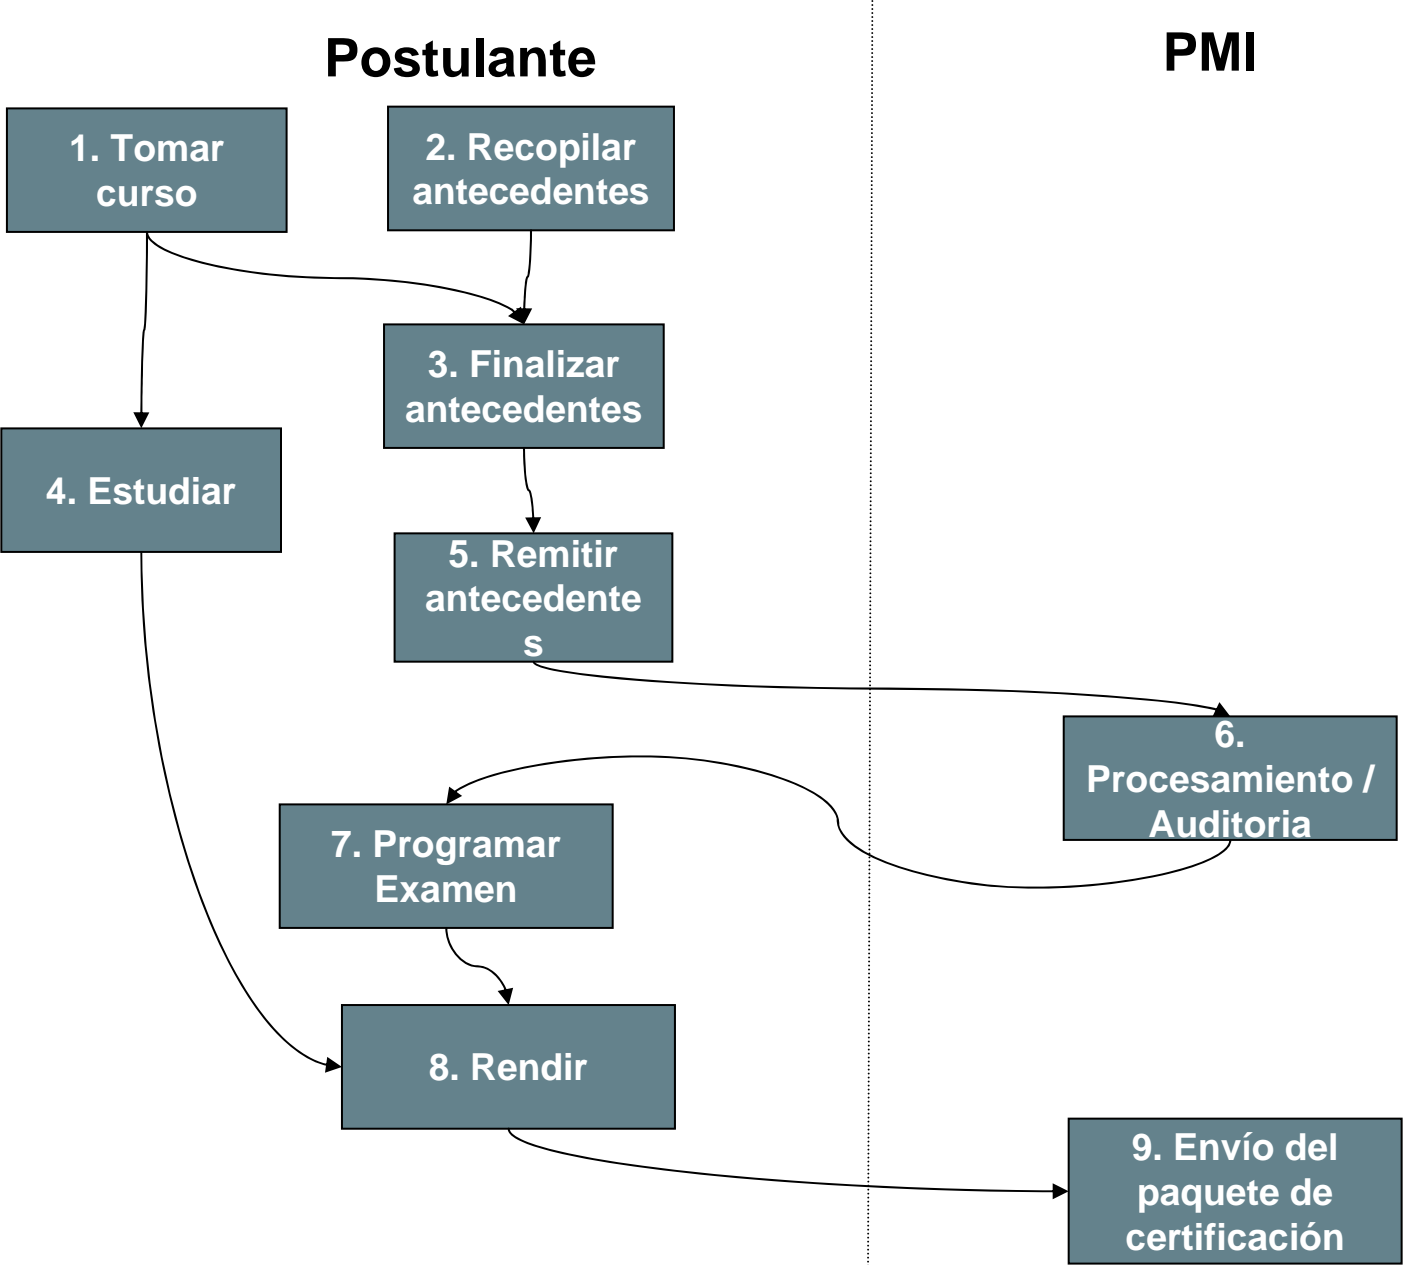 Postulante
PMI
1. Tomar
curso
2. Recopilar
antecedentes
3. Finalizar
antecedentes
4. Estudiar
5. Remitir
antecedente
s
6.
Procesamiento /
Auditoria
7. Programar
Examen
8. Rendir
9. Envío del
paquete de
certificación